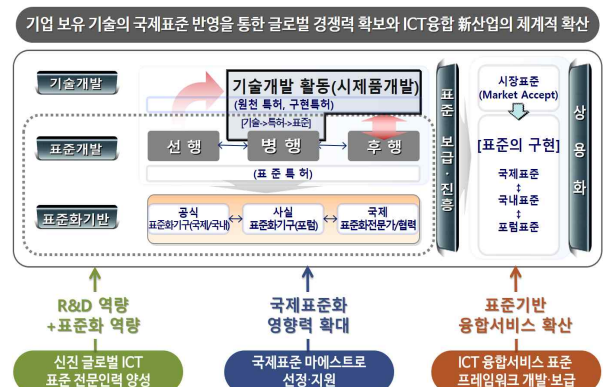 기업 보유 기술의 국제표준 반영을 통한 글로벌 경쟁력 확보와 ICT융합 新산업의 체계적 확산
기술개발
기술개발 활동(시제품개발)
(원천 특허, 구현특허)
[기술->특허->표준]
표준개발
선 행
병 행
후 행
(표 준 특 허)
표준화기반
공식
표준화기구(국제/국내)
사실
표준화기구(포럼)
국제
표준화전문가/협력
표준 보급·진흥
시장표준
(Market Accept)
[표준의 구현]
국제표준
↕
국내표준
↕
포럼표준
상용화
R&D 역량
+표준화 역량
국제표준화
영향력 확대
표준기반
융합서비스 확산
신진 글로벌 ICT
표준 전문인력 양성
국제표준 마에스트로
선정·지원
ICT 융합서비스 표준
프레임워크 개발·보급